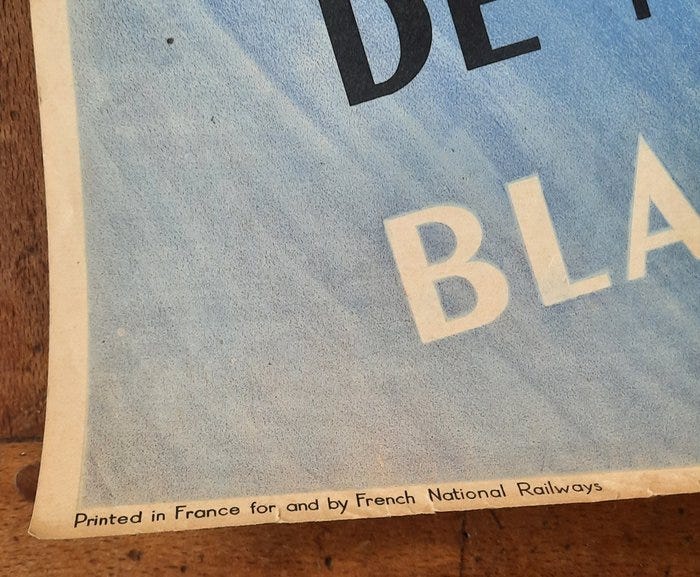 DE
BLA
Printed in France for, and by French National Railways